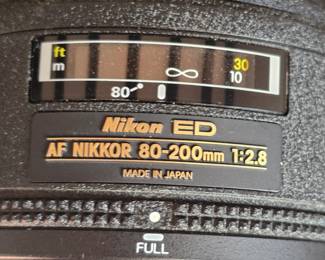 ft 30
m ∞ 10
80
Nikon ED
AF NIKKOR 80-200mm 1:2.8
MADE IN JAPAN
FULL